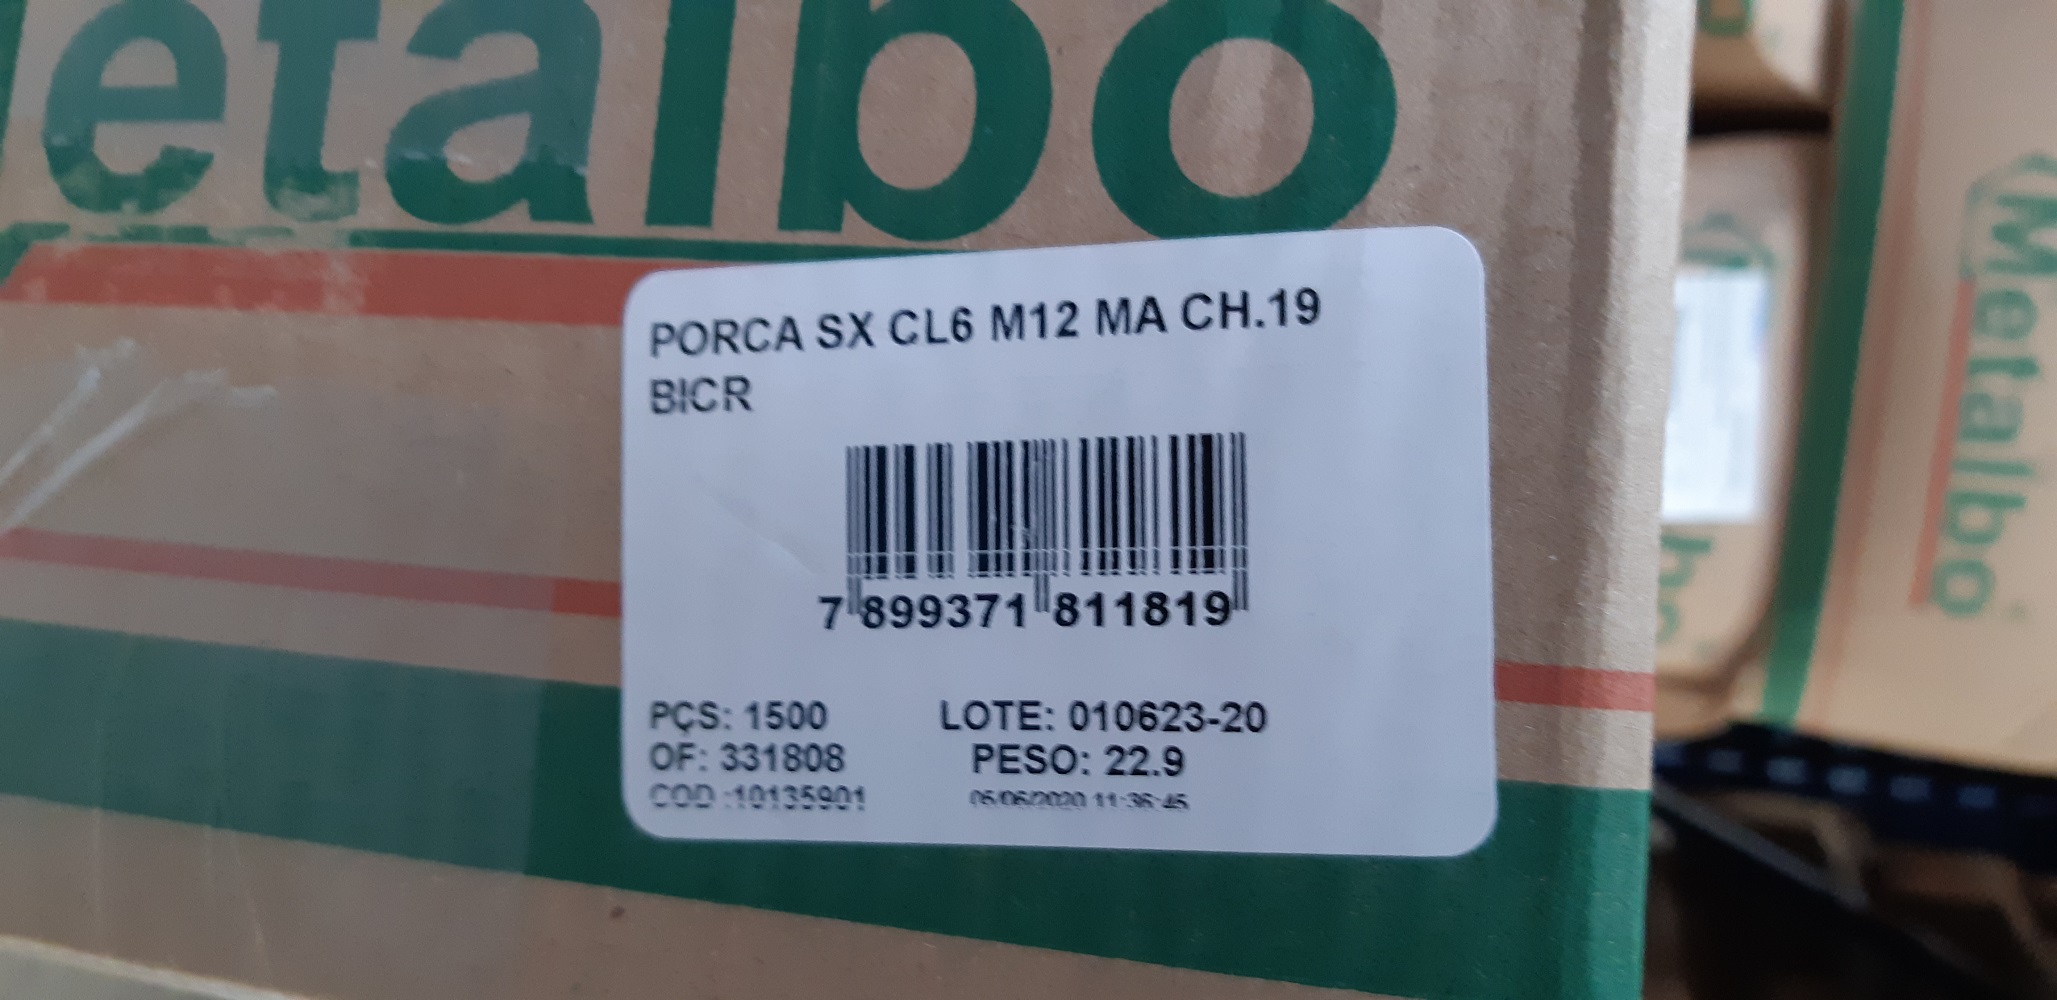 etalbo
PORCA SX CL6 M12 MA CH.19
BICR
7 899371 811819
PÇS: 1500 LOTE: 010623-20
OF: 331808 PESO: 22.9
COD :10135901 05/06/2020 11:36:45
Metalbo